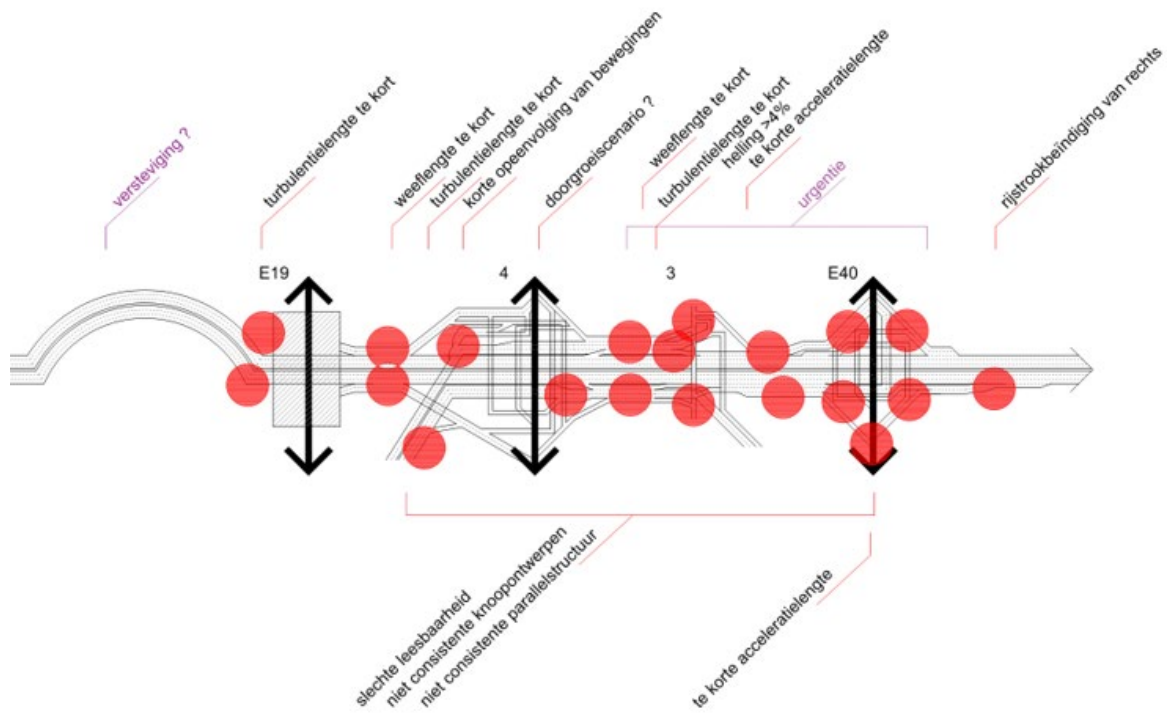 versteviging ?
turbulentielengte te kort
weeflengte te kort
turbulentielengte te kort
korte opeenvolging van bewegingen
doorgroeiscenario ?
weeflengte te kort
turbulentielengte te kort
helling >4%
te korte acceleratielengte
urgentie
rijstrookbeïndiging van rechts
E19
4
3
E40
slechte leesbaarheid
niet consistente knoopontwerpen
niet consistente parallelstructuur
te korte acceleratielengte